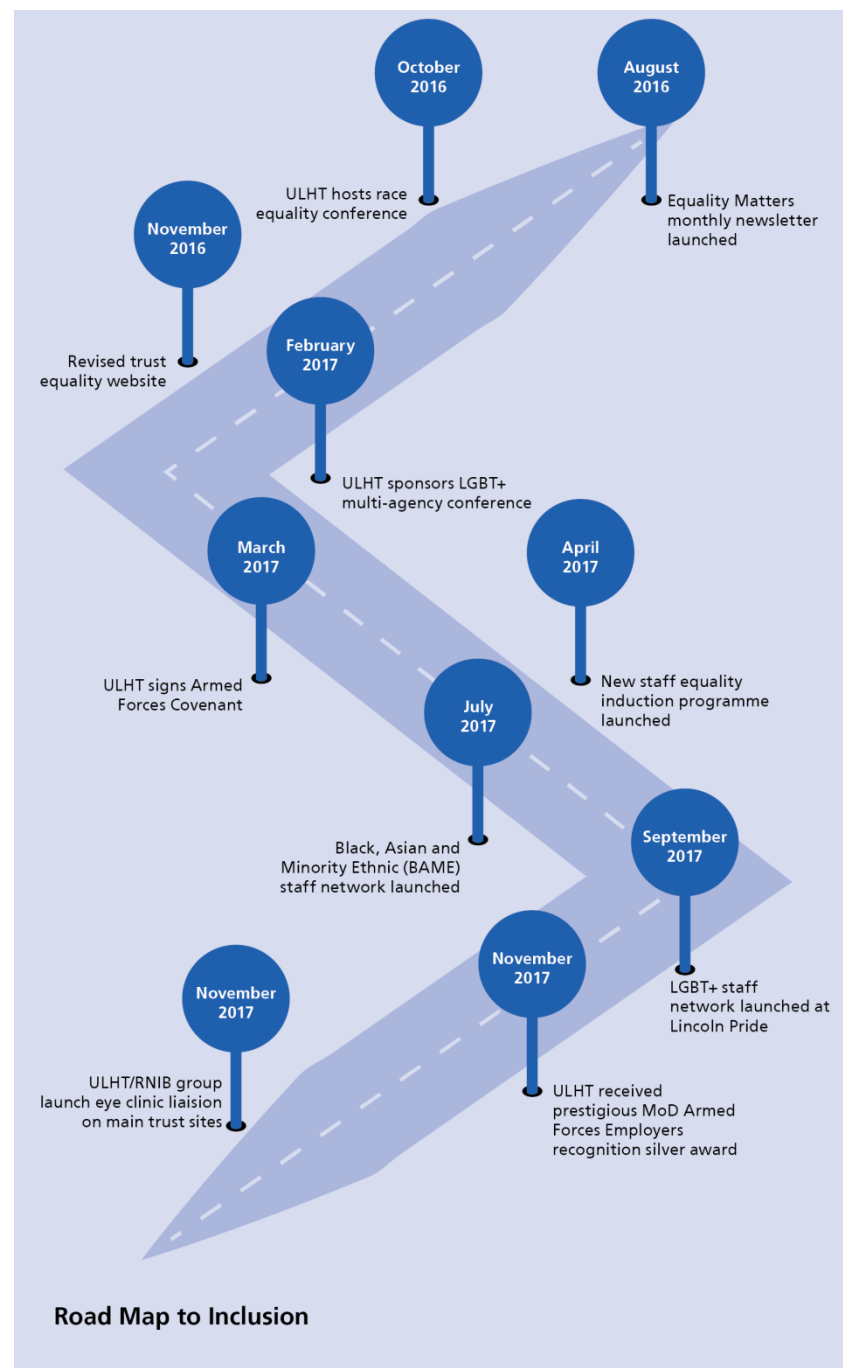 October
2016
August
2016
ULHT hosts race
equality conference
Equality Matters
monthly newsletter
launched
November
2016
Revised trust
equality website
February
2017
ULHT sponsors LGBT+
multi-agency conference
March
2017
ULHT signs Armed
Forces Covenant
April
2017
New staff equality
induction programme
launched
July
2017
Black, Asian and
Minority Ethnic (BAME)
staff network launched
September
2017
LGBT+ staff
network launched at
Lincoln Pride
November
2017
ULHT received
prestigious MoD Armed
Forces Employers
recognition silver award
November
2017
ULHT/RNIB group
launch eye clinic liaision
on main trust sites
Road Map to Inclusion